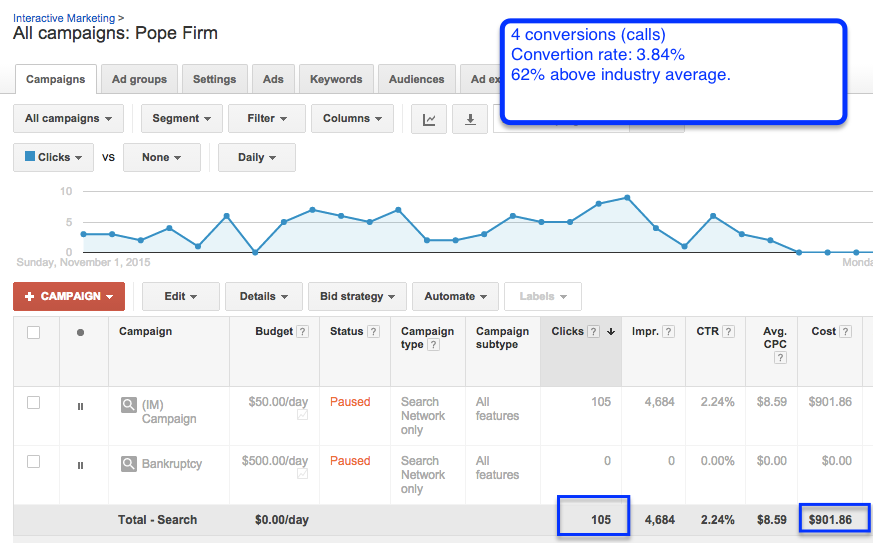 Interactive Marketing >
All campaigns: Pope Firm
4 conversions (calls)
Convertion rate: 3.84%
62% above industry average.
Campaigns Ad groups Settings Ads Keywords Audiences Ad ex
All campaigns Segment Filter Columns
Clicks vs None Daily
10
5
0
Sunday, November 1, 2015 Monda
+ CAMPAIGN Edit Details Bid strategy Automate Labels
Campaign Budget ? Status ? Campaign type ? Campaign subtype Clicks ? Impr. ? CTR ? Avg. CPC ? Cost ?
(IM) Campaign $50.00/day Paused Search Network only All features 105 4,684 2.24% $8.59 $901.86
Bankruptcy $500.00/day Paused Search Network only All features 0 0 0.00% $0.00 $0.00
Total - Search $0.00/day 105 4,684 2.24% $8.59 $901.86